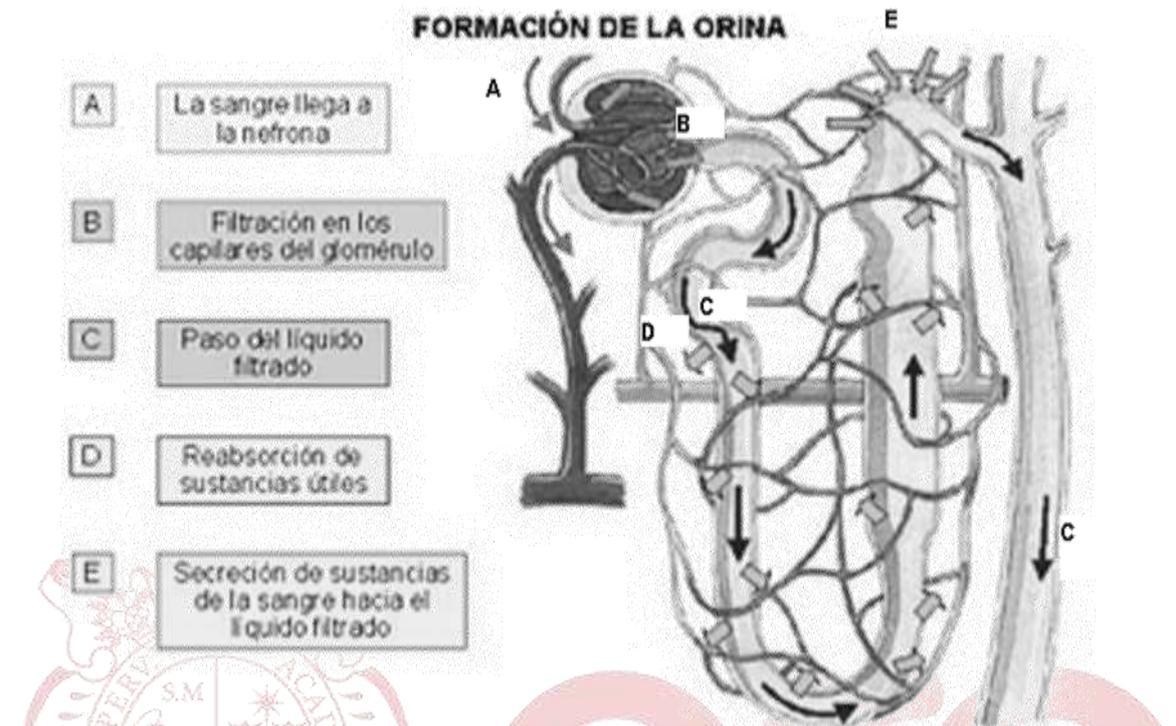 FORMACIÓN DE LA ORINA
A
La sangre llega a
la nefrona
B
Filtración en los
capilares del glomérulo
C
Paso del líquido
filtrado
D
Reabsorción de
sustancias útiles
E
Secreción de sustancias
de la sangre hacia el
líquido filtrado
E
A
B
C
D
C
S.M